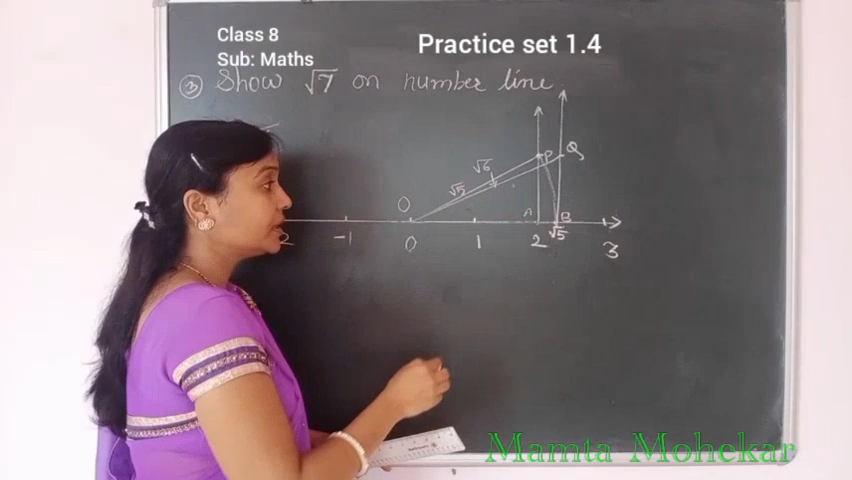 Class 8
Sub: Maths
Practice set 1.4
③ Show √7 on number line
P Q
√6
√5
O
A B
2 -1 0 1 2 √5 3
Mamta Mohekar